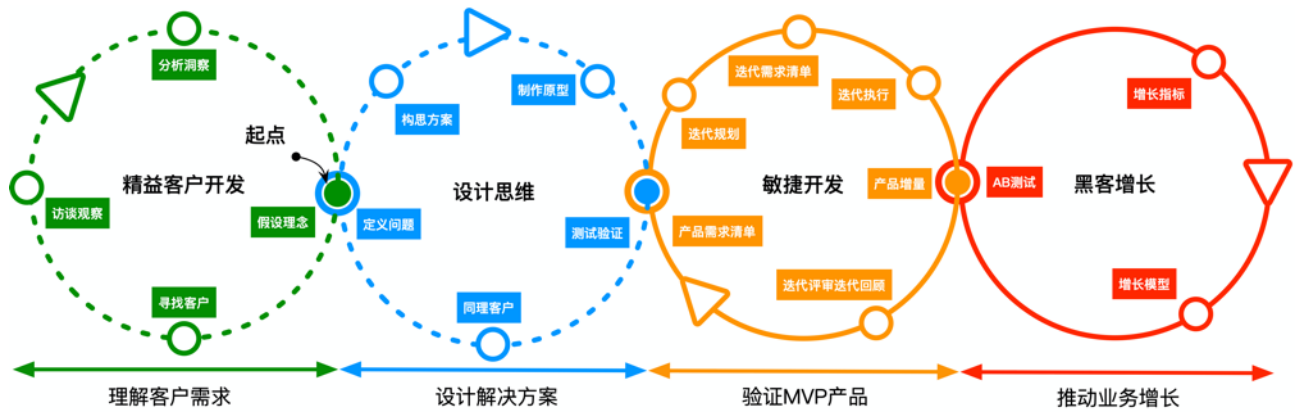 分析洞察
起点
精益客户开发
访谈观察
假设理念
寻找客户
理解客户需求
构思方案
制作原型
设计思维
定义问题
测试验证
同理客户
设计解决方案
迭代需求清单
迭代执行
迭代规划
敏捷开发
产品增量
产品需求清单
迭代评审迭代回顾
验证MVP产品
增长指标
AB测试
黑客增长
增长模型
推动业务增长